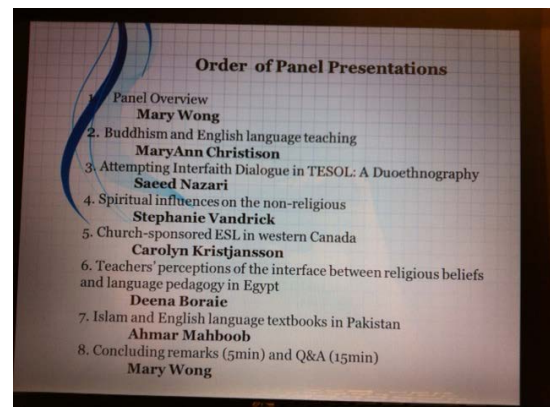 Order of Panel Presentations
1. Panel Overview
Mary Wong
2. Buddhism and English language teaching
MaryAnn Christison
3. Attempting Interfaith Dialogue in TESOL: A Duoethnography
Saeed Nazari
4. Spiritual influences on the non-religious
Stephanie Vandrick
5. Church-sponsored ESL in western Canada
Carolyn Kristjansson
6. Teachers' perceptions of the interface between religious beliefs
and language pedagogy in Egypt
Deena Boraie
7. Islam and English language textbooks in Pakistan
Ahmar Mahboob
8. Concluding remarks (5min) and Q&A (15min)
Mary Wong